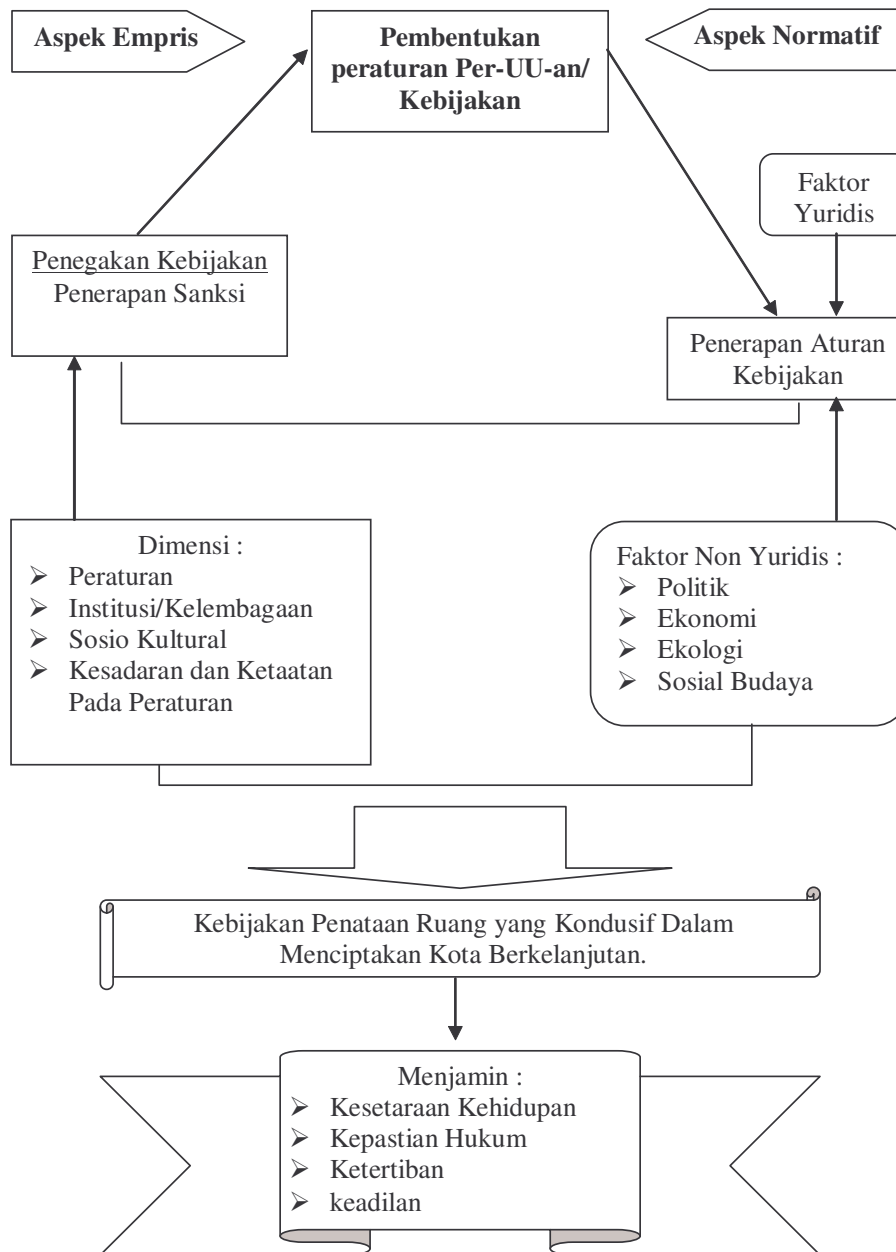 Aspek Empris
Pembentukan
peraturan Per-UU-an/
Kebijakan
Aspek Normatif
Faktor
Yuridis
Penegakan Kebijakan
Penerapan Sanksi
Penerapan Aturan
Kebijakan
Dimensi :
➢ Peraturan
➢ Institusi/Kelembagaan
➢ Sosio Kultural
➢ Kesadaran dan Ketaatan
Pada Peraturan
Faktor Non Yuridis :
➢ Politik
➢ Ekonomi
➢ Ekologi
➢ Sosial Budaya
Kebijakan Penataan Ruang yang Kondusif Dalam
Menciptakan Kota Berkelanjutan.
Menjamin :
➢ Kesetaraan Kehidupan
➢ Kepastian Hukum
➢ Ketertiban
➢ keadilan